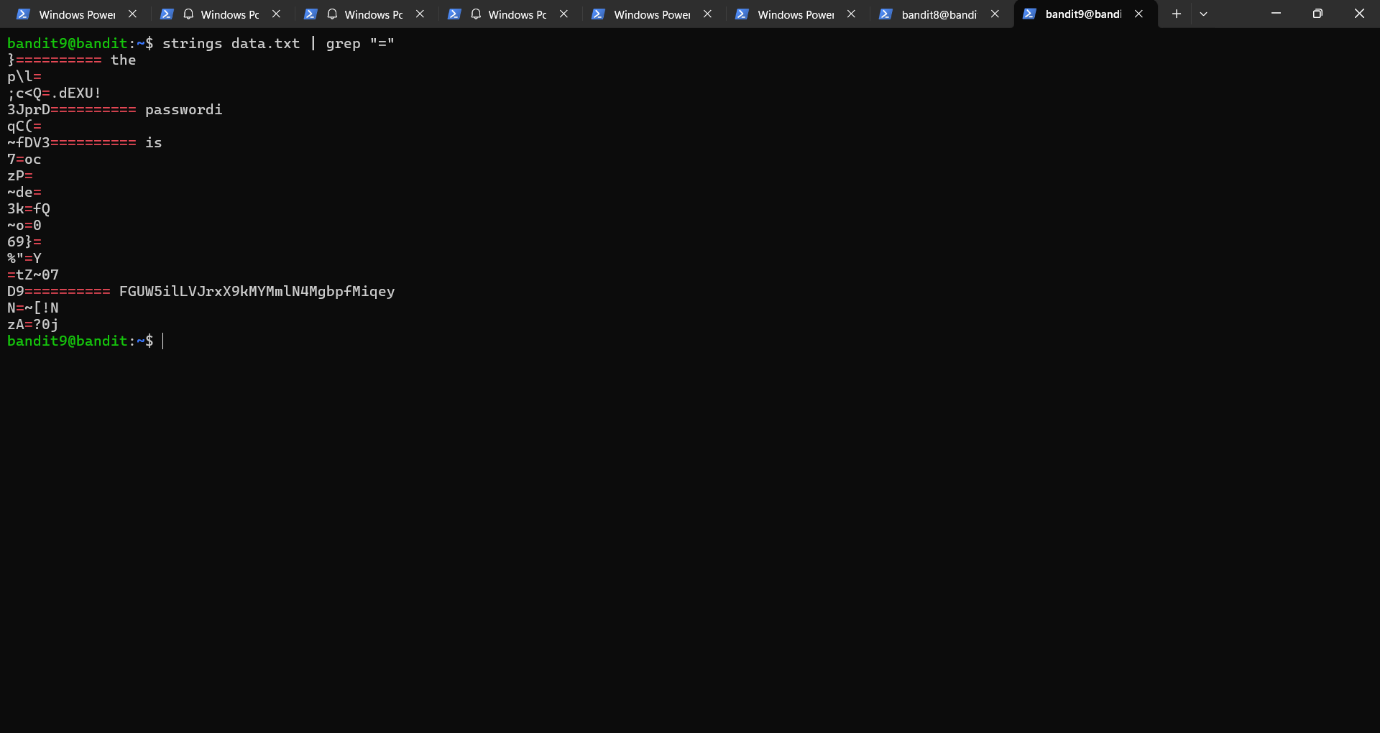 Windows Power Windows Pc Windows Pc Windows Pc Windows Power Windows Power bandit8@bandi bandit9@bandi
bandit9@bandit:~$ strings data.txt | grep "="
}========== the
p\l=
;c<Q=.dEXU!
3JprD========== passwordi
qC(=
~fDV3========== is
7=oc
zP=
~de=
3k=fQ
~o=0
69}=
%"=Y
=tZ~07
D9========== FGUW5ilLVJrxX9kMYMmlN4MgbpfMiqey
N=~[!N
zA=?0j
bandit9@bandit:~$